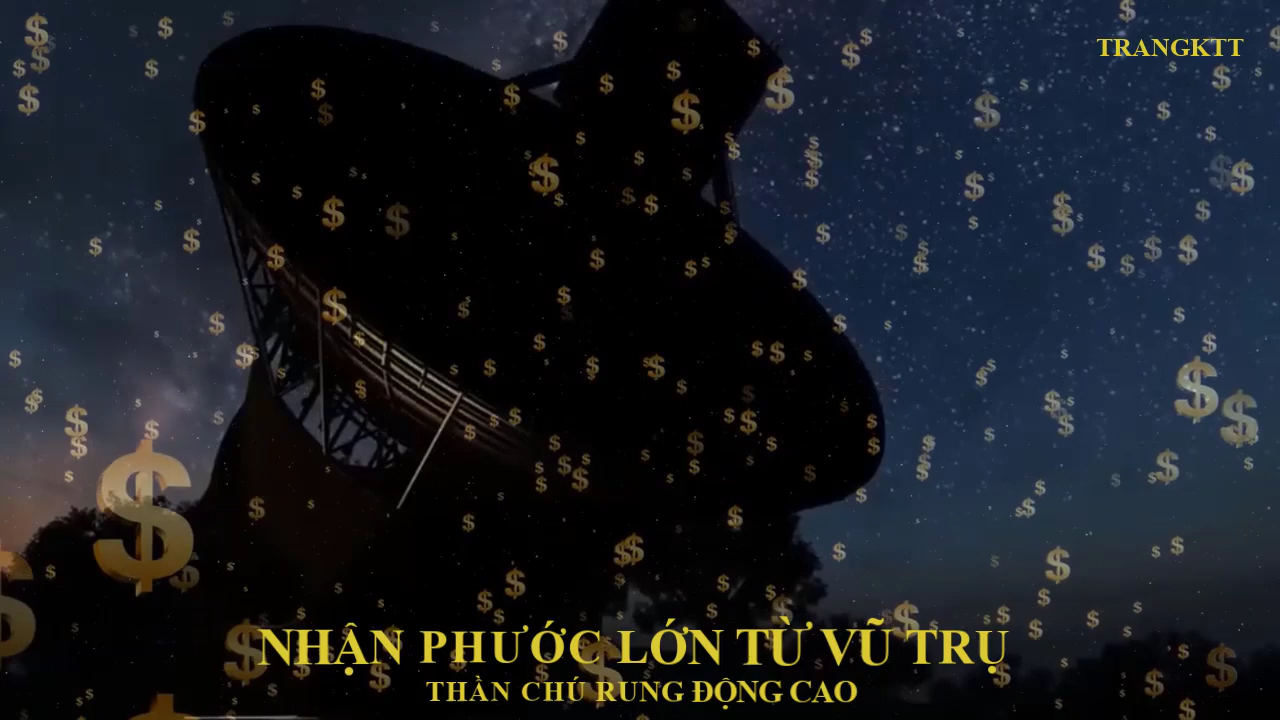 TRANGKTT
NHẬN PHƯỚC LỚN TỪ VŨ TRỤ
THẦN CHÚ RUNG ĐỘNG CAO